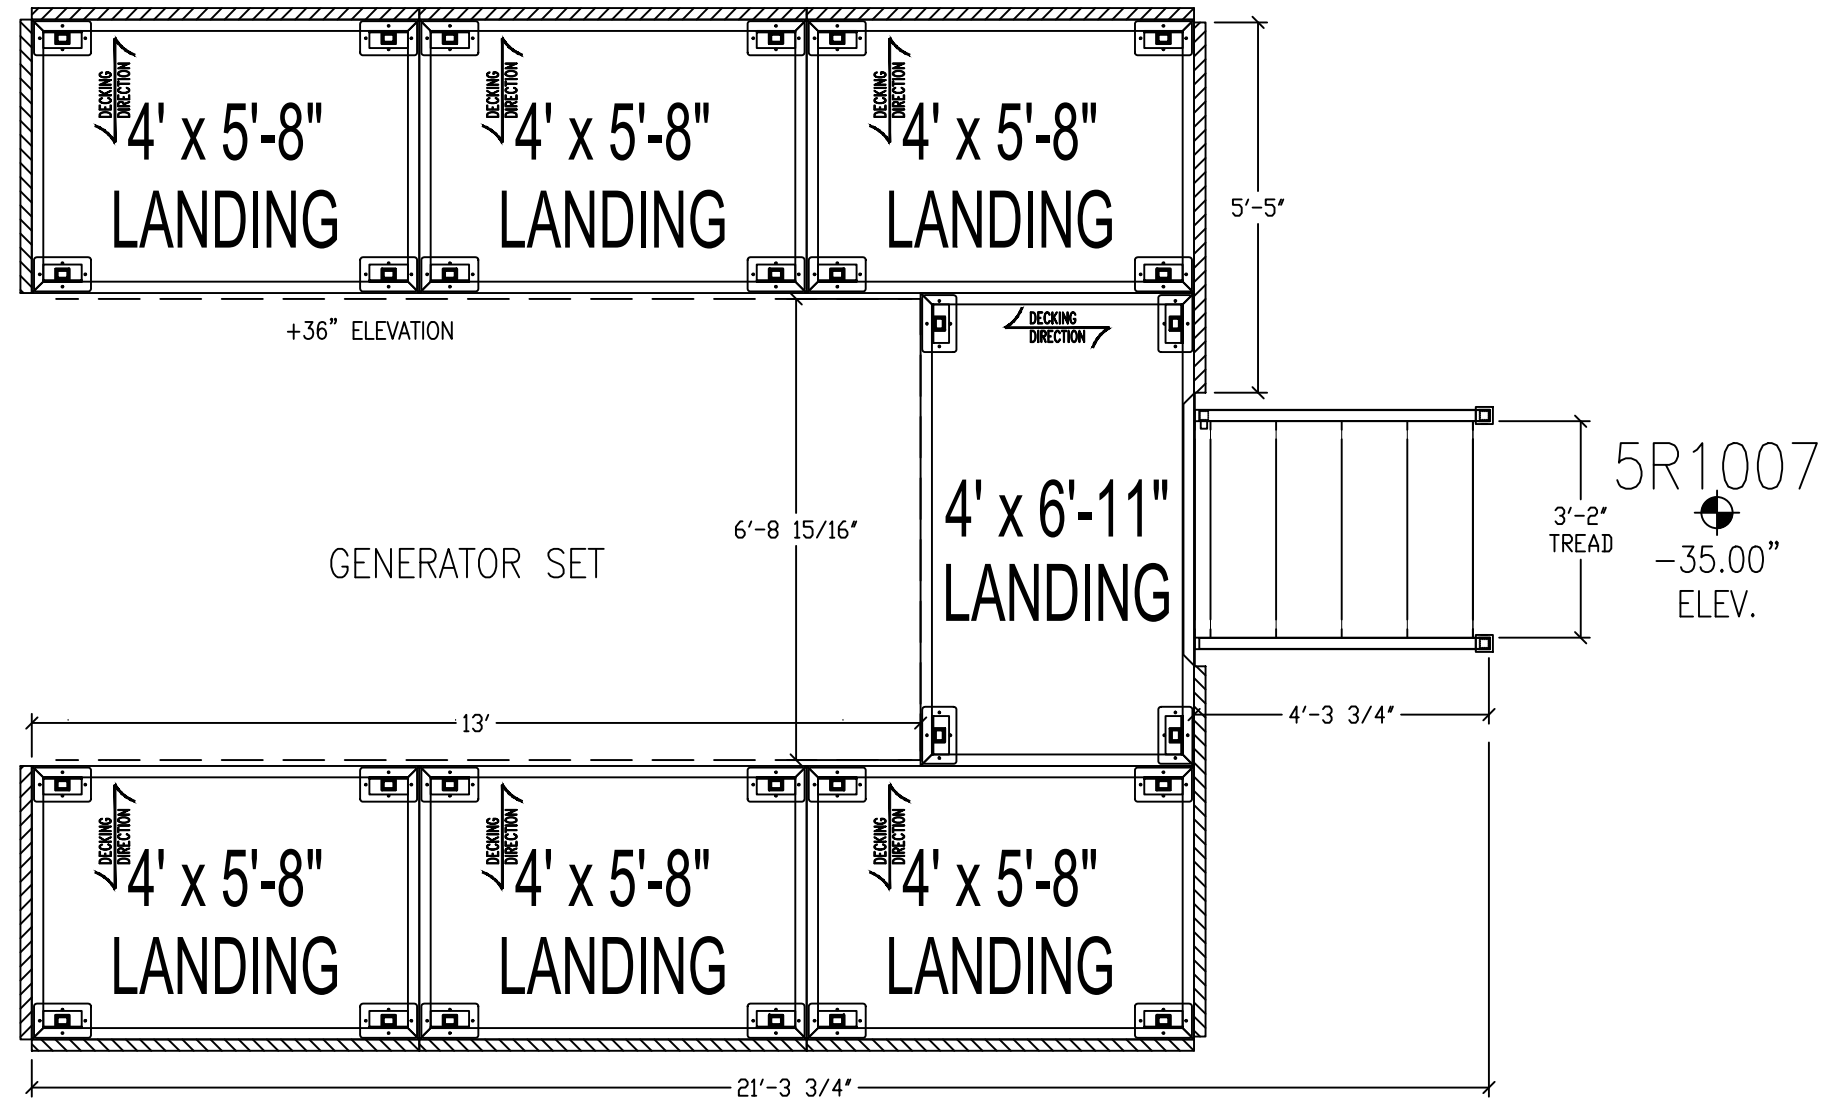 DECKING
DIRECTION
4' x 5'-8"
LANDING
DECKING
DIRECTION
4' x 5'-8"
LANDING
DECKING
DIRECTION
4' x 5'-8"
LANDING
5'-5"
+36" ELEVATION
DECKING
DIRECTION
GENERATOR SET
6'-8 15/16"
4' x 6'-11"
LANDING
3'-2"
TREAD
5R1007
-35.00"
ELEV.
13'
4'-3 3/4"
DECKING
DIRECTION
4' x 5'-8"
LANDING
DECKING
DIRECTION
4' x 5'-8"
LANDING
DECKING
DIRECTION
4' x 5'-8"
LANDING
21'-3 3/4"